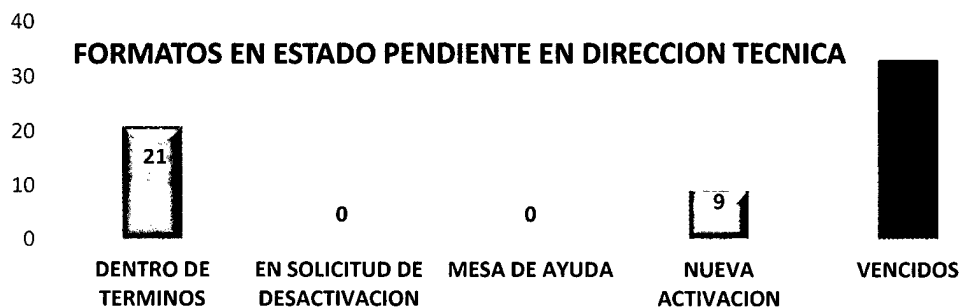 40
FORMATOS EN ESTADO PENDIENTE EN DIRECCION TECNICA
30
20
21
10
0
0
9
0
DENTRO DE TERMINOS
EN SOLICITUD DE DESACTIVACION
MESA DE AYUDA
NUEVA ACTIVACION
VENCIDOS